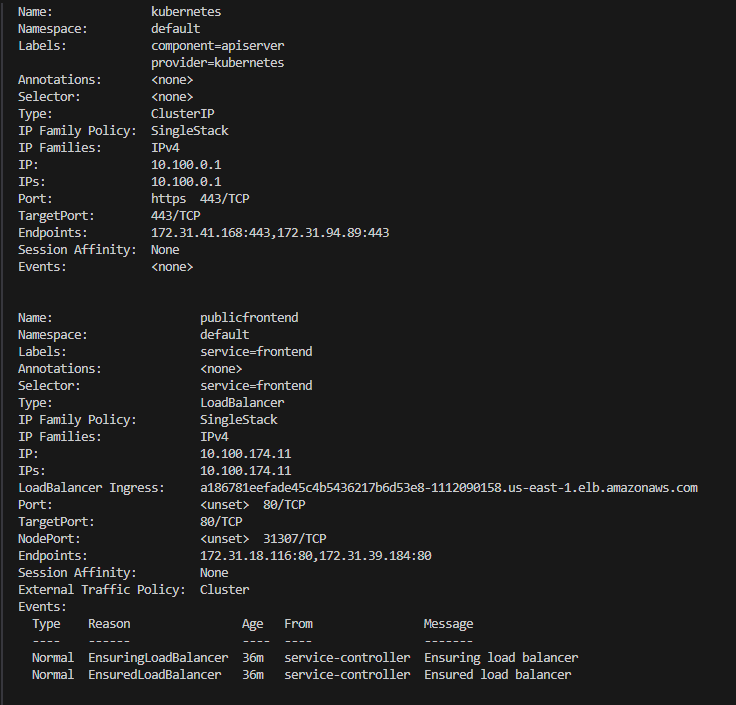 Name:              kubernetes
Namespace:         default
Labels:            component=apiserver
                   provider=kubernetes
Annotations:       <none>
Selector:          <none>
Type:              ClusterIP
IP Family Policy:  SingleStack
IP Families:       IPv4
IP:                10.100.0.1
IPs:               10.100.0.1
Port:              https  443/TCP
TargetPort:        443/TCP
Endpoints:         172.31.41.168:443,172.31.94.89:443
Session Affinity:  None
Events:            <none>
Name:                     publicfrontend
Namespace:                default
Labels:                   service=frontend
Annotations:              <none>
Selector:                 service=frontend
Type:                     LoadBalancer
IP Family Policy:         SingleStack
IP Families:              IPv4
IP:                       10.100.174.11
IPs:                      10.100.174.11
LoadBalancer Ingress:     a186781eefade45c4b5436217b6d53e8-1112090158.us-east-1.elb.amazonaws.com
Port:                     <unset>  80/TCP
TargetPort:               80/TCP
NodePort:                 <unset>  31307/TCP
Endpoints:                172.31.18.116:80,172.31.39.184:80
Session Affinity:         None
External Traffic Policy:  Cluster
Events:
  Type    Reason                Age   From                Message
  ----    ------                ----  ----                -------
  Normal  EnsuringLoadBalancer  36m   service-controller  Ensuring load balancer
  Normal  EnsuredLoadBalancer   36m   service-controller  Ensured load balancer